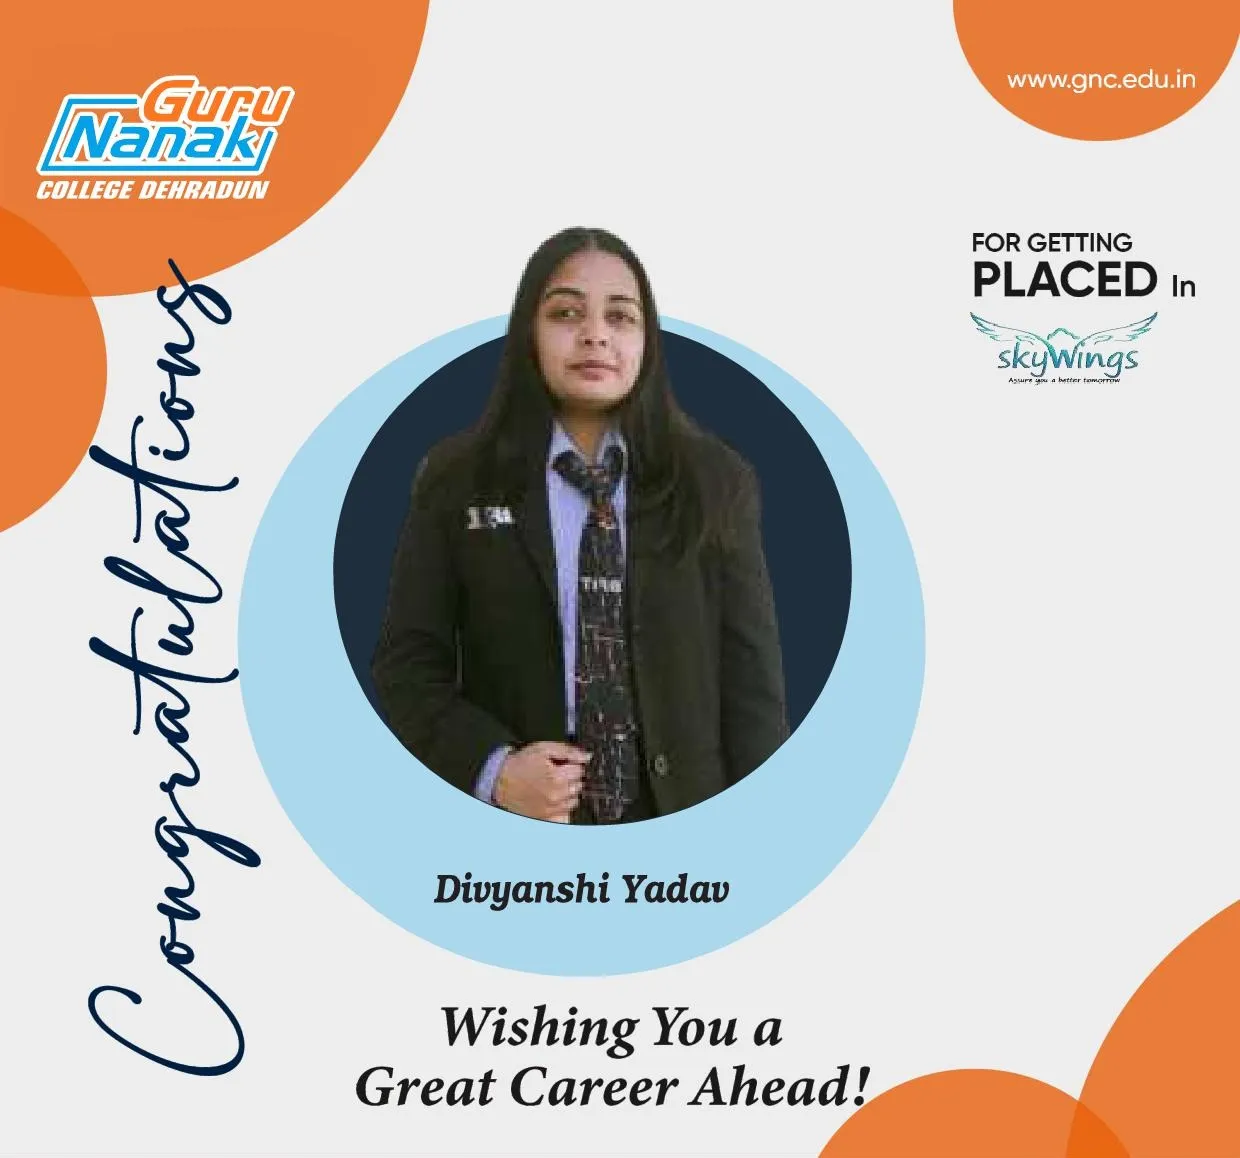 Guru
Nanak
COLLEGE DEHRADUN
www.gnc.edu.in
Congratulations
FOR GETTING
PLACED In
skyWings
Assure you a better tomorrow
Divyanshi Yadav
Wishing You a
Great Career Ahead!